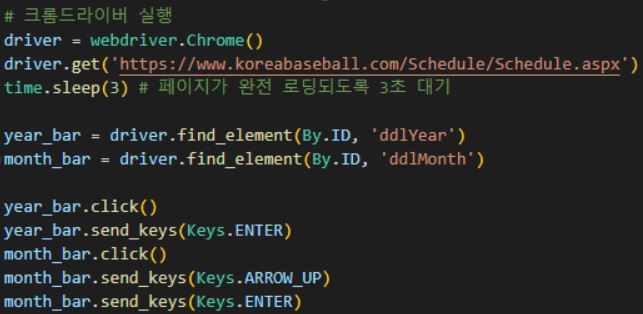 # 크롬드라이버 실행
driver = webdriver.Chrome()
driver.get('https://www.koreabaseball.com/Schedule/Schedule.aspx')
time.sleep(3) # 페이지가 완전 로딩되도록 3초 대기
year_bar = driver.find_element(By.ID, 'ddlYear')
month_bar = driver.find_element(By.ID, 'ddlMonth')
year_bar.click()
year_bar.send_keys(Keys.ENTER)
month_bar.click()
month_bar.send_keys(Keys.ARROW_UP)
month_bar.send_keys(Keys.ENTER)